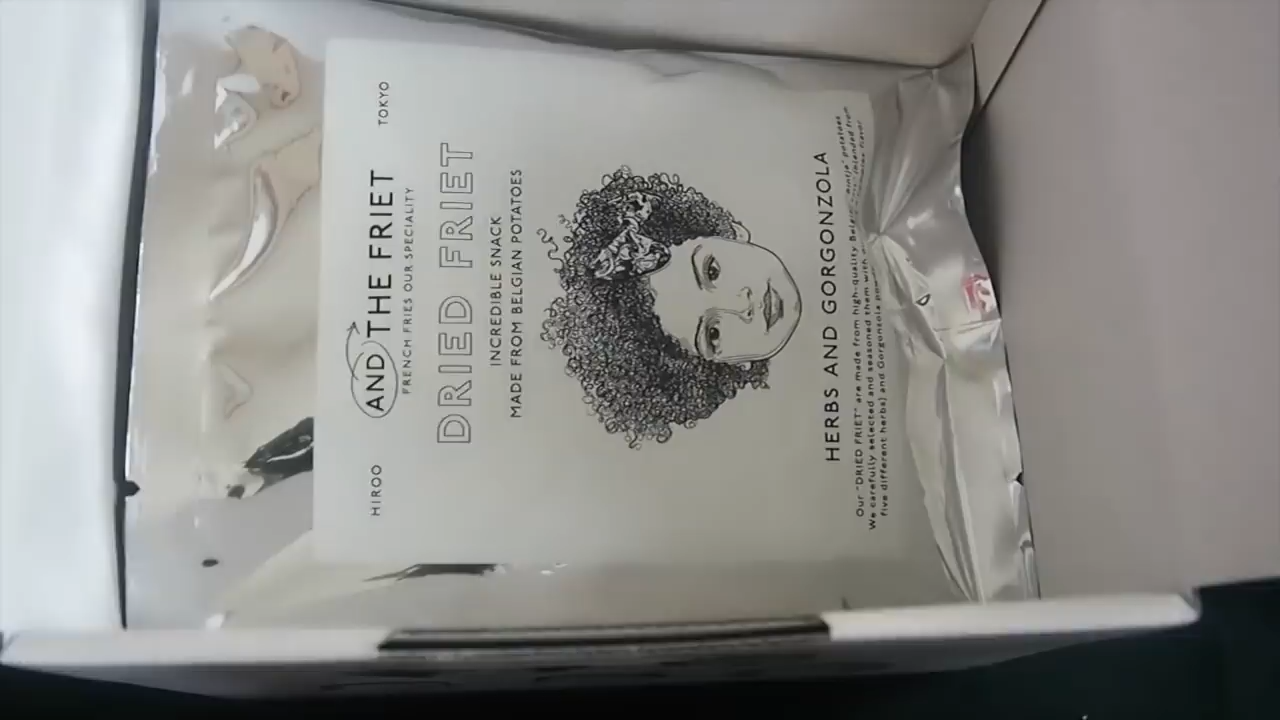 HIROO
TOKYO
AND THE FRIET
FRENCH FRIES OUR SPECIALITY
DRIED FRIET
INCREDIBLE SNACK
MADE FROM BELGIAN POTATOES
HERBS AND GORGONZOLA
Our "DRIED FRIET" are made from high-quality potatoes
We carefully selected and seasoned them with from
five different herbs) and Gorgonzola flavor